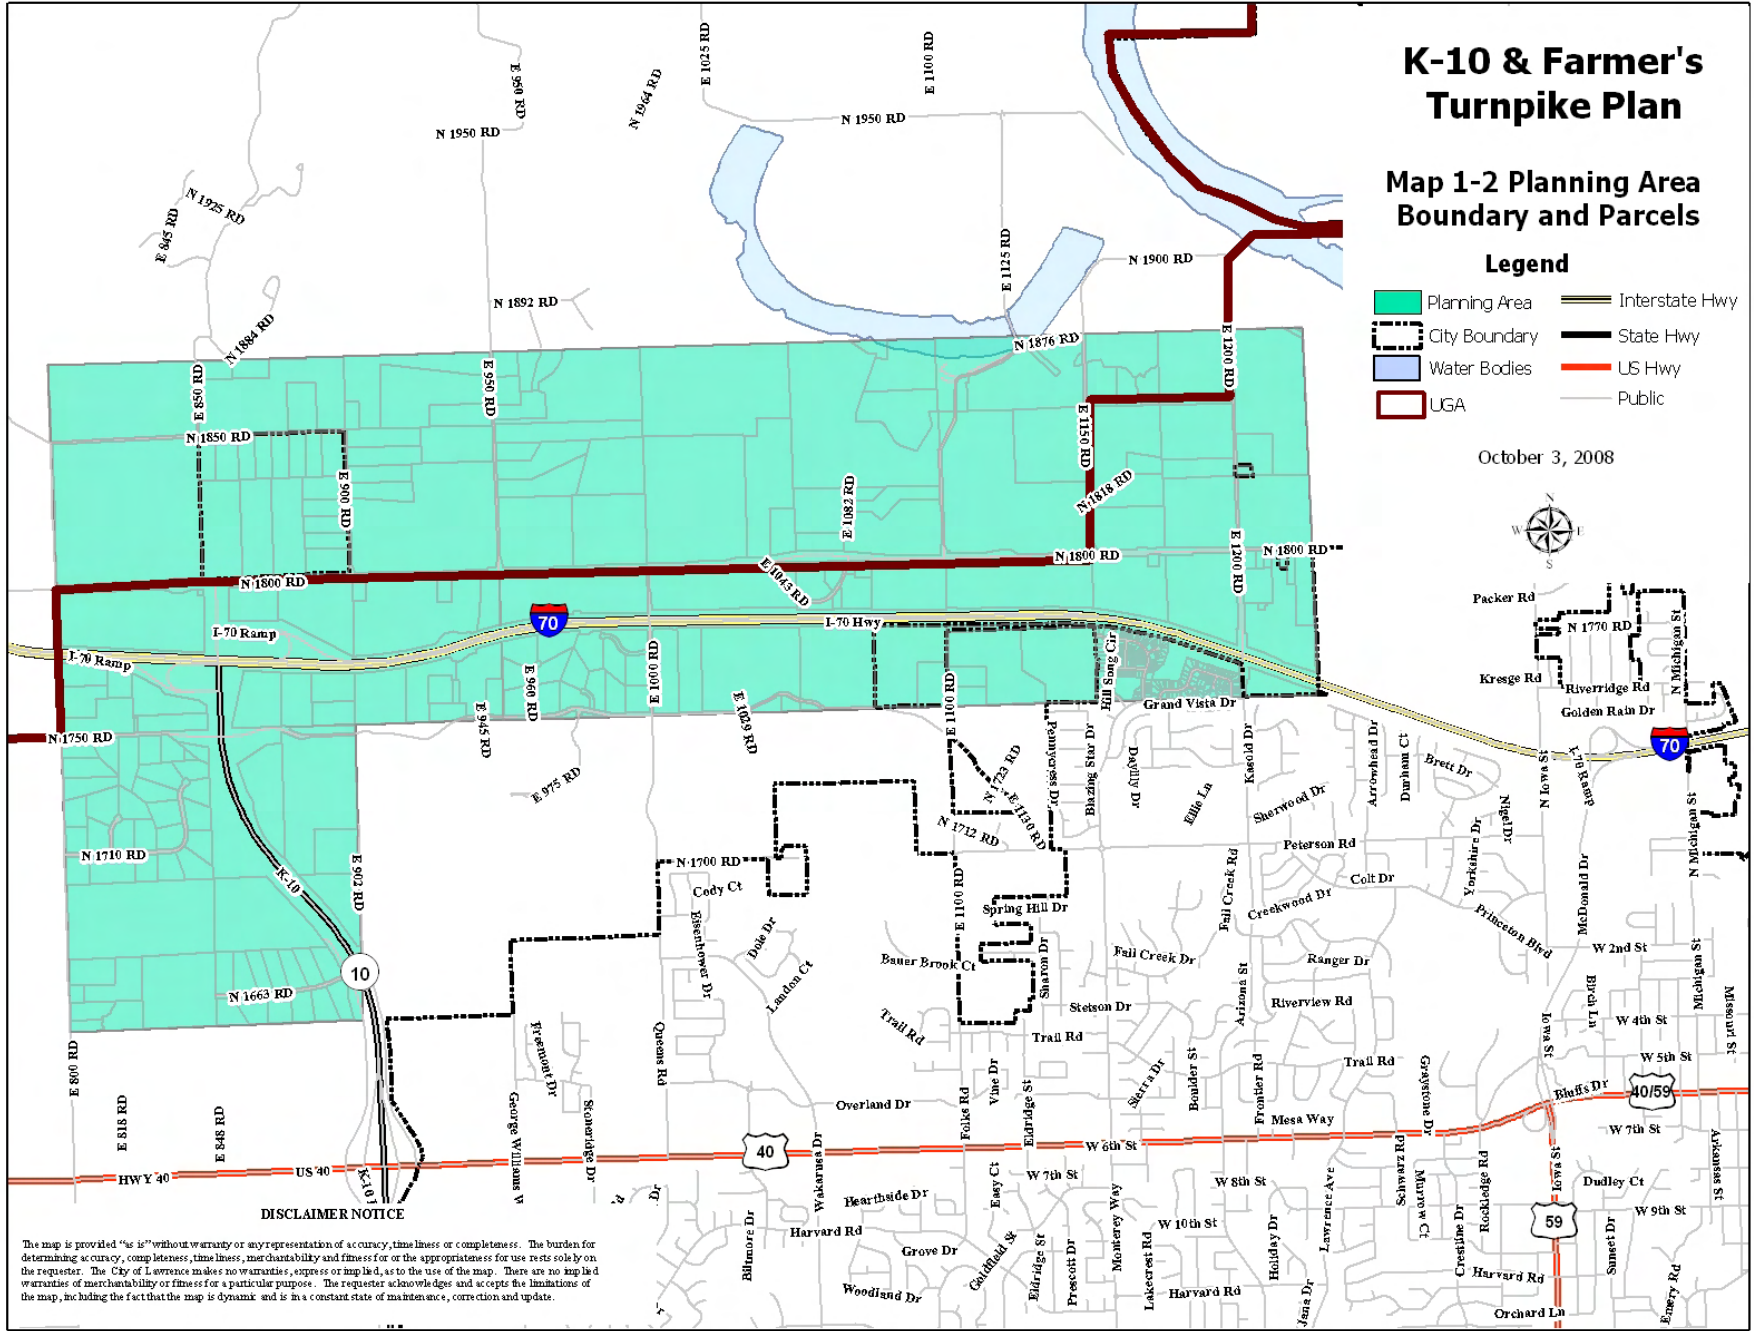 K-10 & Farmer's
Turnpike Plan
Map 1-2 Planning Area
Boundary and Parcels
Legend
Planning Area
Interstate Hwy
City Boundary
State Hwy
Water Bodies
US Hwy
UGA
Public
October 3, 2008
N
W
E
S
E 950 RD
E 1025 RD
N 1964 RD
E 1100 RD
N 1950 RD
N 1950 RD
N 1925 RD
E 845 RD
E 1125 RD
N 1900 RD
N 1892 RD
N 1884 RD
N 1876 RD
E 1200 RD
E 850 RD
E 950 RD
N 1850 RD
E 900 RD
E 1150 RD
N 1818 RD
E 1082 RD
E 1200 RD
N 1800 RD
N 1800 RD
N 1800 RD
E 1043 RD
I-70 Ramp
70
I-70 Hwy
I-70 Ramp
E 960 RD
E 1000 RD
E 1100 RD
Hill Song Cir
Grand Vista Dr
N 1750 RD
E 945 RD
E 1029 RD
E 975 RD
Packer Rd
N 1770 RD
N Michigan St
Kresge Rd
Riverridge Rd
Golden Rain Dr
70
N 1723 RD
Pennycress Dr
Blazing Star Dr
Daylily Dr
Kasold Dr
Arrowhead Dr
Durham Ct
Brett Dr
N Iowa St
I-70 Ramp
Ellie Ln
Sherwood Dr
Nigel Dr
E 1130 RD
N 1712 RD
Peterson Rd
Yorkshire Dr
N Michigan St
N 1710 RD
K-10
E 902 RD
N 1700 RD
Cody Ct
E 1100 RD
Spring Hill Dr
Fall Creek Rd
Colt Dr
Creekwood Dr
McDonald Dr
Princeton Blvd
Eisenhower Dr
Dole Dr
Landon Ct
Bauer Brook Ct
Sharon Dr
Fall Creek Dr
Ranger Dr
W 2nd St
10
N 1663 RD
Stetson Dr
Arizona St
Riverview Rd
Birch Ln
Michigan St
Missouri St
Trail Rd
Trail Rd
Trail Rd
W 4th St
W 5th St
Iowa St
E 800 RD
E 818 RD
E 848 RD
Freemont Dr
George Williams W
Stoneridge Dr
Queens Rd
Overland Dr
Folks Rd
Vine Dr
Eldridge St
Sierra Dr
Boulder St
Frontier Rd
Mesa Way
Graystone Dr
Bluffs Dr
40/59
W 7th St
HWY 40
US 40
K-10
40
Wakarusa Dr
W 6th St
W 7th St
W 8th St
Easy Ct
Hearthside Dr
Harvard Rd
Monterey Way
W 10th St
Lawrence Ave
Schwarz Rd
Murrow Ct
Rockledge Rd
Iowa St
Dudley Ct
Arkansas St
W 9th St
59
Dr
Biltmore Dr
Grove Dr
Goldfield St
Eldridge St
Prescott Dr
Lakecrest Rd
Holiday Dr
Crestline Dr
Sunset Dr
Harvard Rd
Woodland Dr
Harvard Rd
Jana Dr
Orchard Ln
Emery Rd
DISCLAIMER NOTICE
The map is provided “as is” without warranty or any representation of accuracy, timeliness or completeness. The burden for
determining accuracy, completeness, timeliness, merchantability and fitness for or the appropriateness for use rests solely on
the requester. The City of Lawrence makes no warranties, express or implied, as to the use of the map. There are no implied
warranties of merchantability or fitness for a particular purpose. The requester acknowledges and accepts the limitations of
the map, including the fact that the map is dynamic and is in a constant state of maintenance, correction and update.